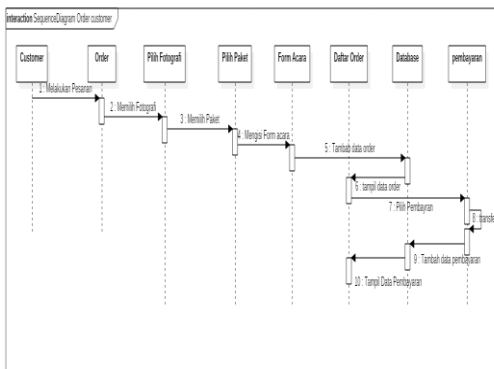 interaction SequenceDiagram Order customer
Customer
Order
Pilih Fotografi
Pilih Paket
Form Acara
Daftar Order
Database
pembayaran
1 : Melakukan Pesanan
2 : Memilih Fotografi
3 : Memilih Paket
4 : Mengisi Form acara
5 : Tambah data order
6 : tampil data order
7 : Pilih Pembayran
8 : transfe
9 : Tambah data pembayaran
10 : Tampil Data Pembayaran